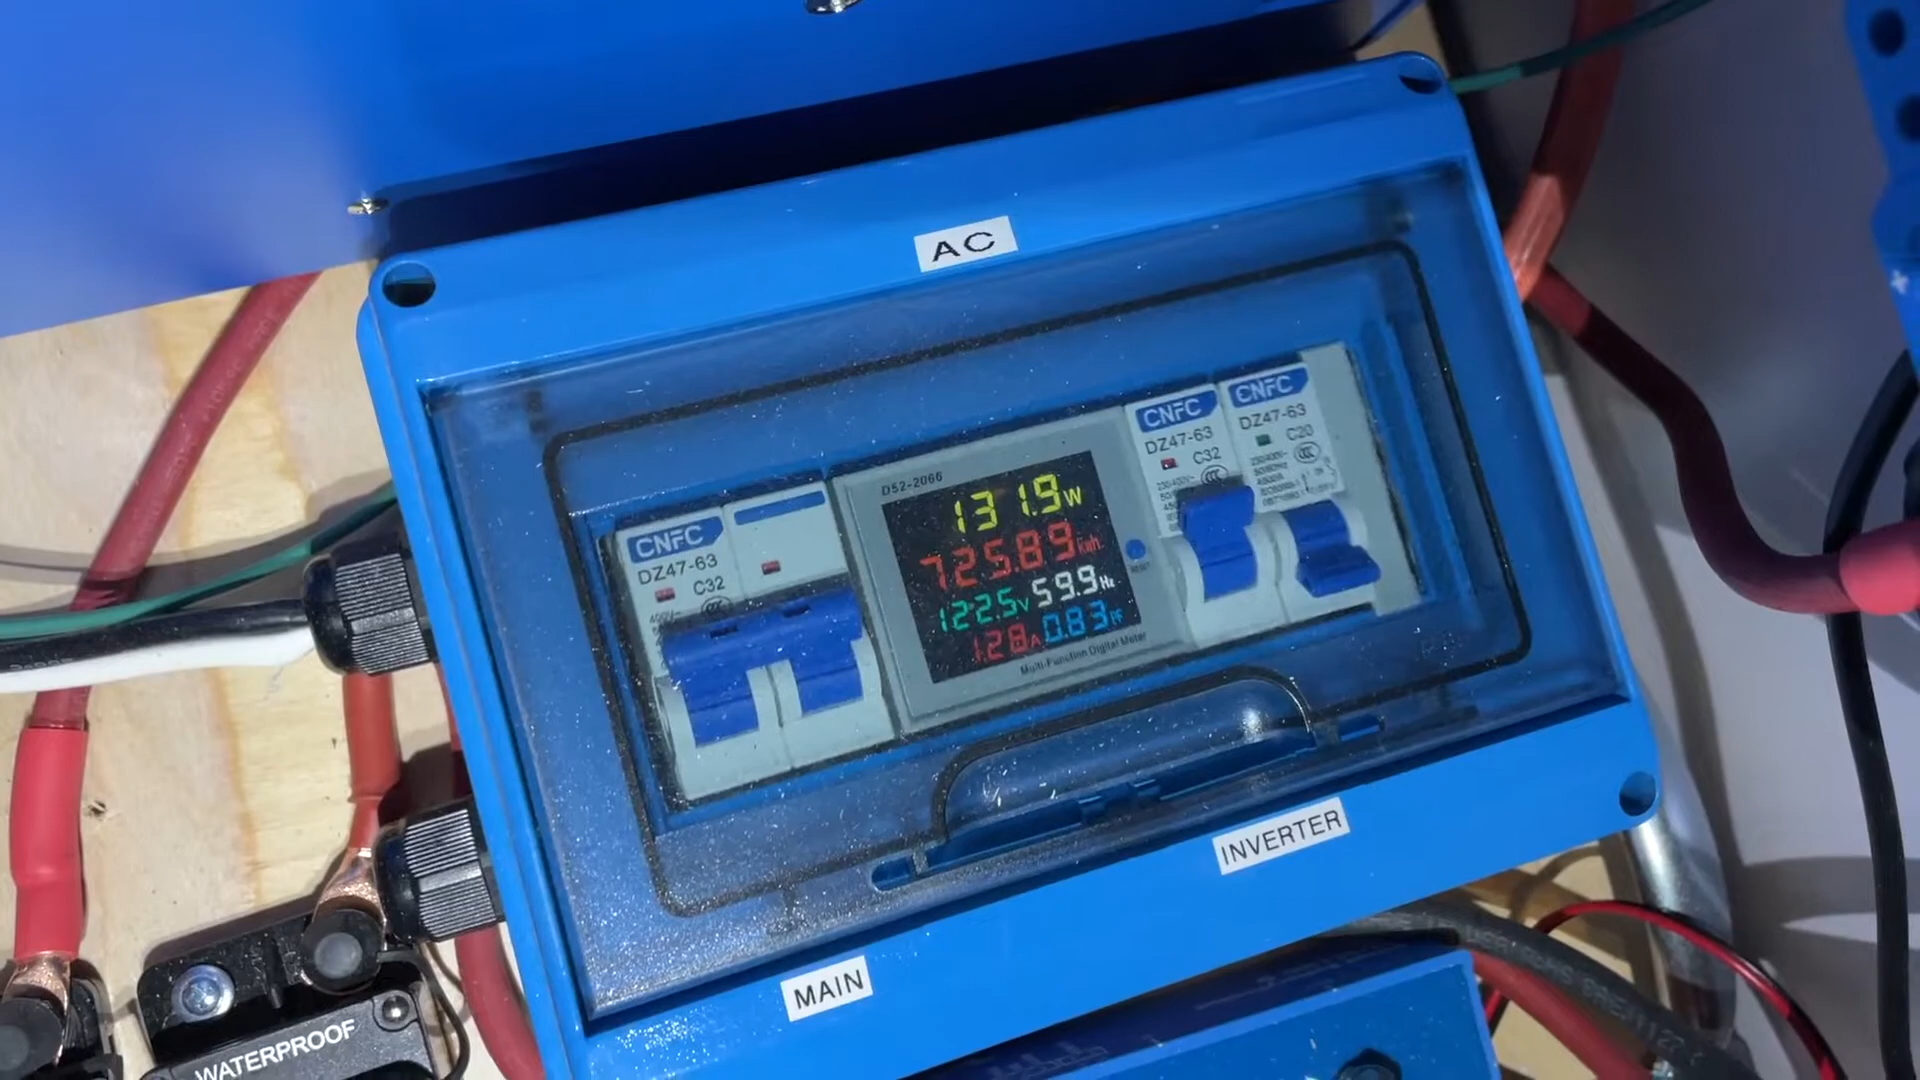 AC
CNFC
DZ47-63
C32
D52-2066
131.9W
725.89kWh
122.5V 59.9Hz
1.28A 0.83PF
Multi-Function Digital Meter
CNFC
DZ47-63
C32
CNFC
DZ47-63
C20
INVERTER
MAIN
WATERPROOF